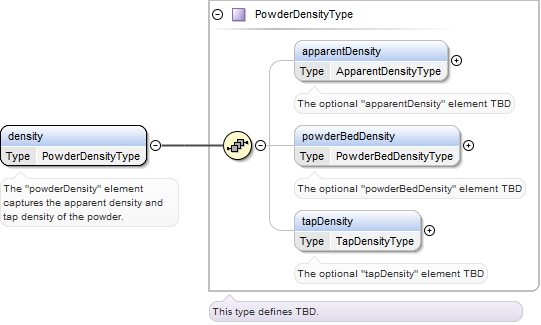 PowderDensityType
apparentDensity
Type ApparentDensityType
The optional "apparentDensity" element TBD
density
Type PowderDensityType
The "powderDensity" element
captures the apparent density and
tap density of the powder.
powderBedDensity
Type PowderBedDensityType
The optional "powderBedDensity" element TBD
tapDensity
Type TapDensityType
The optional "tapDensity" element TBD
This type defines TBD.